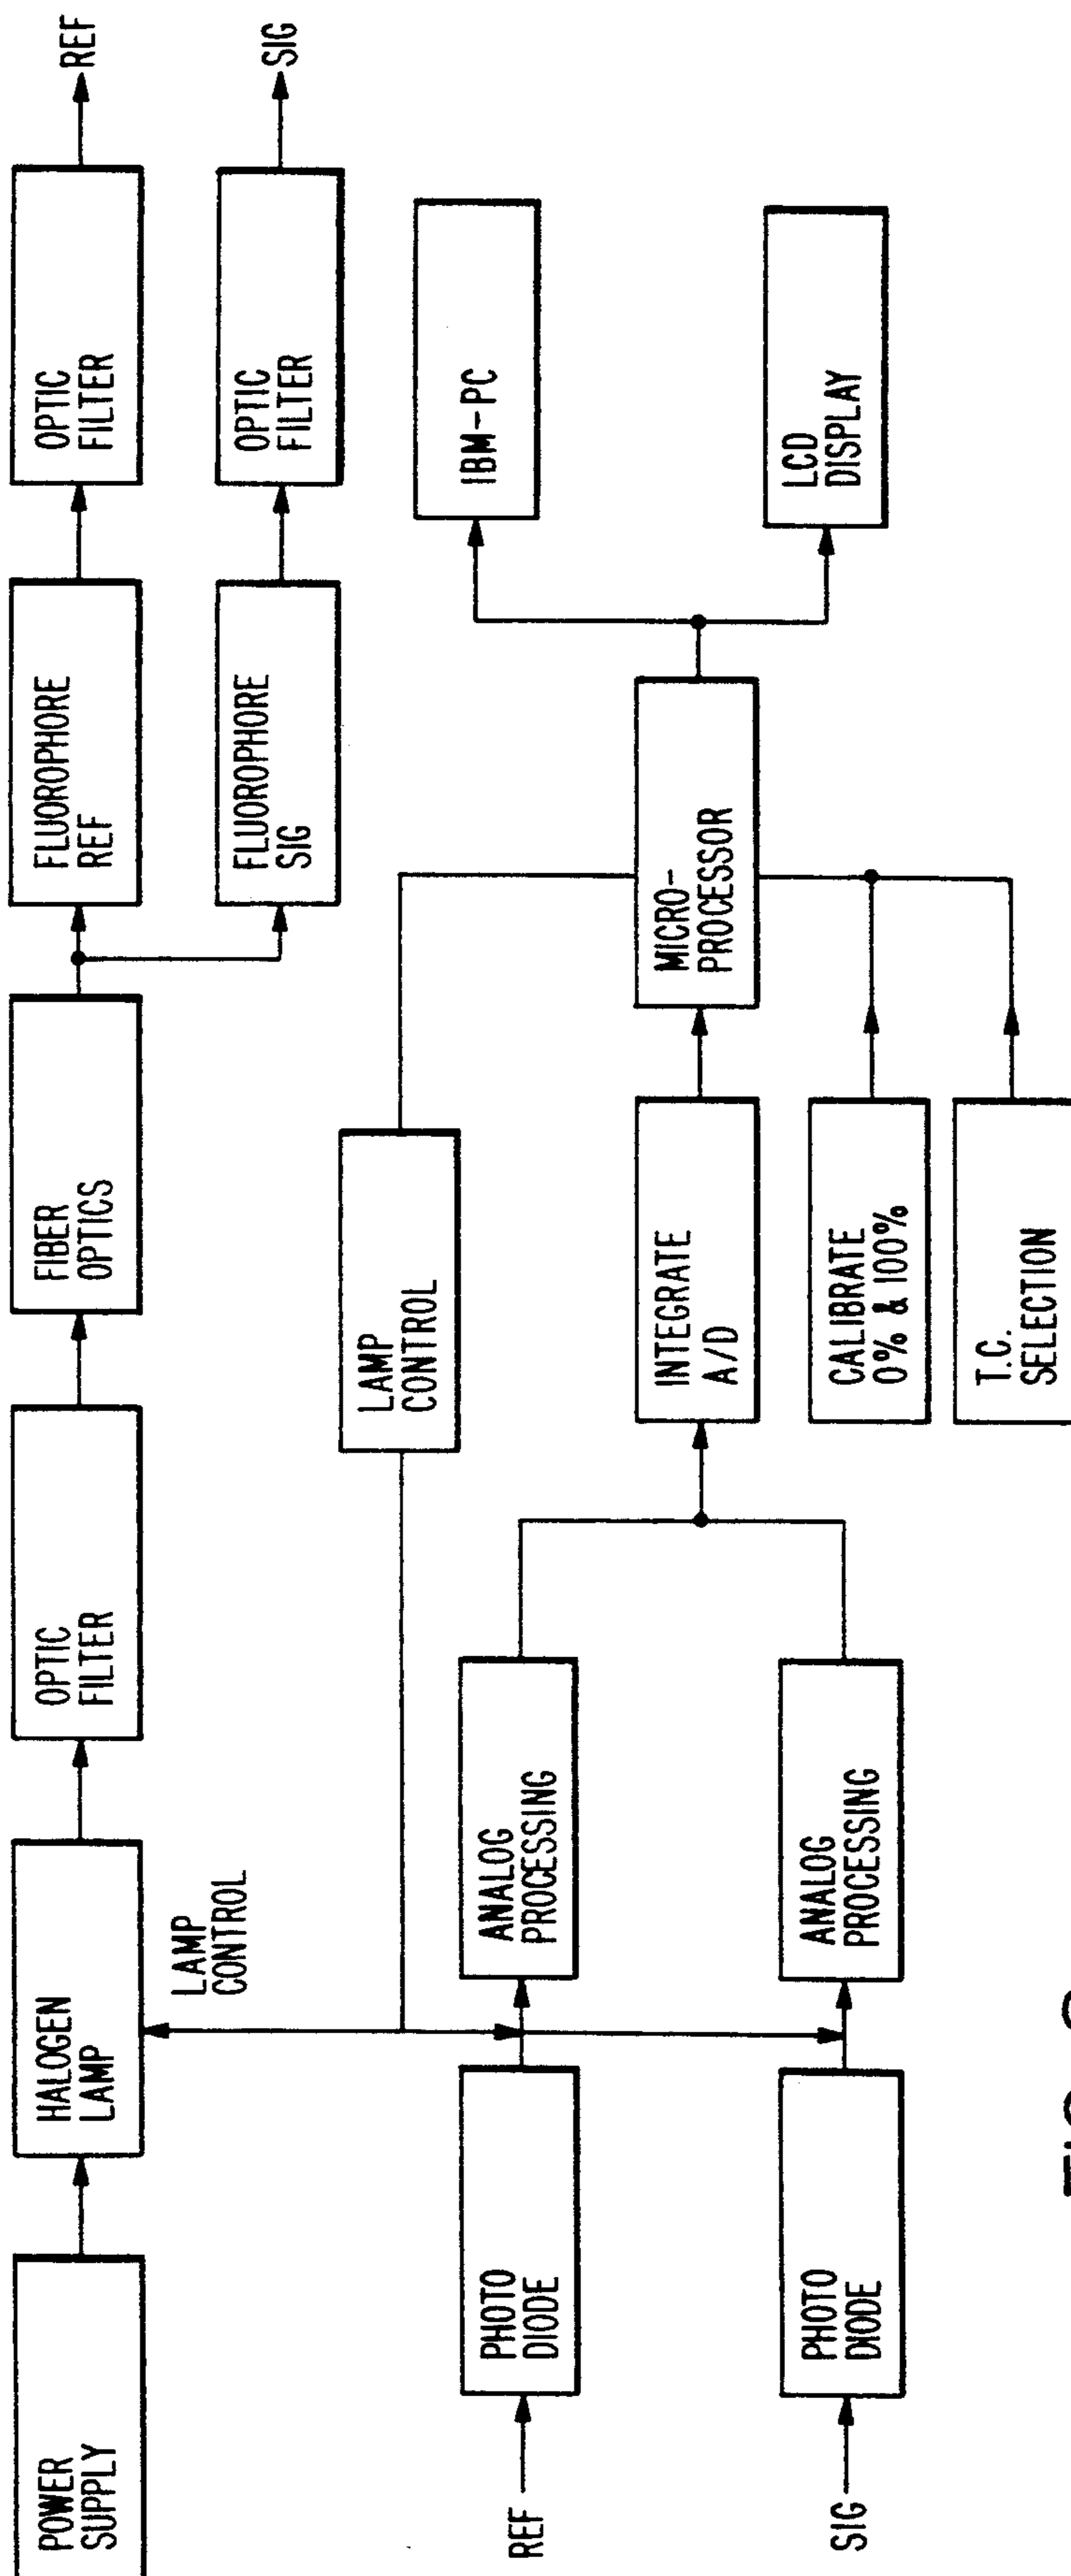 POWER
SUPPLY
HALOGEN
LAMP
OPTIC
FILTER
FIBER
OPTICS
FLUOROPHORE
REF
OPTIC
FILTER
REF
FLUOROPHORE
SIG
OPTIC
FILTER
SIG
LAMP
CONTROL
LAMP
CONTROL
REF
PHOTO
DIODE
ANALOG
PROCESSING
SIG
PHOTO
DIODE
ANALOG
PROCESSING
INTEGRATE
A/D
MICRO-
PROCESSOR
IBM-PC
LCD
DISPLAY
CALIBRATE
0% & 100%
T.C.
SELECTION